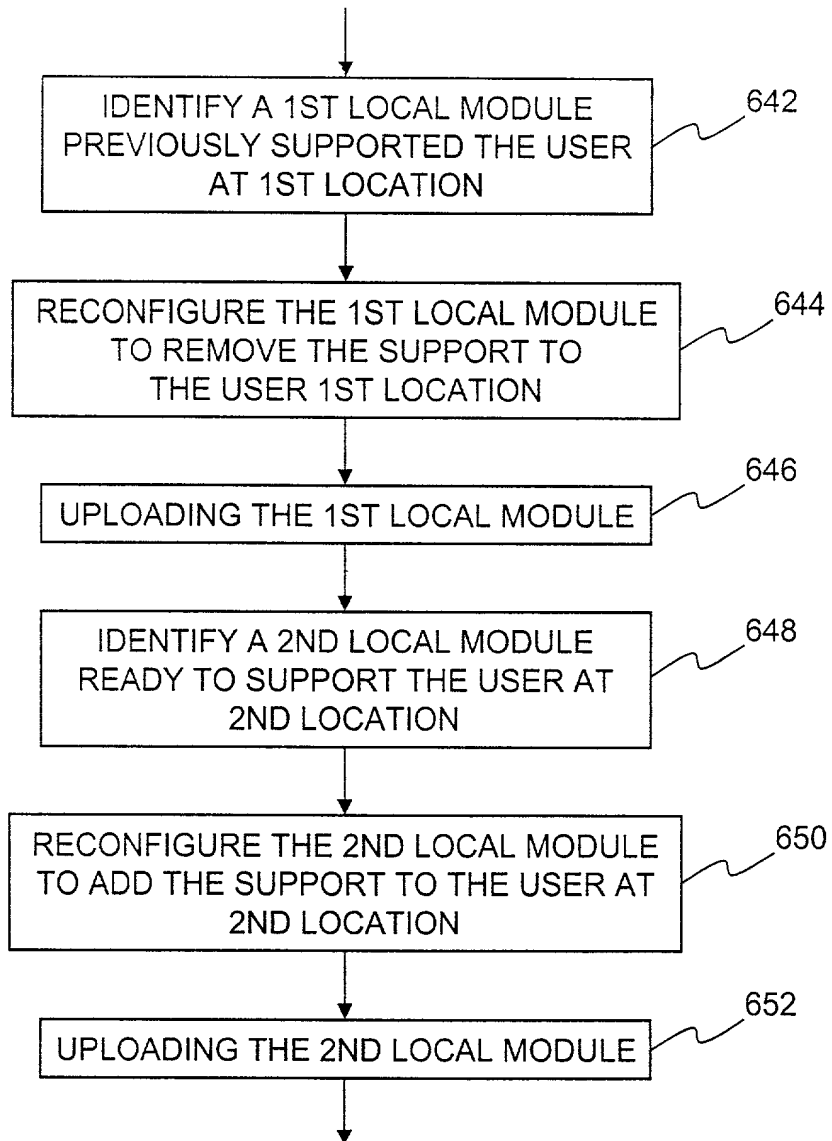 IDENTIFY A 1ST LOCAL MODULE
PREVIOUSLY SUPPORTED THE USER
AT 1ST LOCATION
642
RECONFIGURE THE 1ST LOCAL MODULE
TO REMOVE THE SUPPORT TO
THE USER 1ST LOCATION
644
UPLOADING THE 1ST LOCAL MODULE
646
IDENTIFY A 2ND LOCAL MODULE
READY TO SUPPORT THE USER AT
2ND LOCATION
648
RECONFIGURE THE 2ND LOCAL MODULE
TO ADD THE SUPPORT TO THE USER AT
2ND LOCATION
650
UPLOADING THE 2ND LOCAL MODULE
652